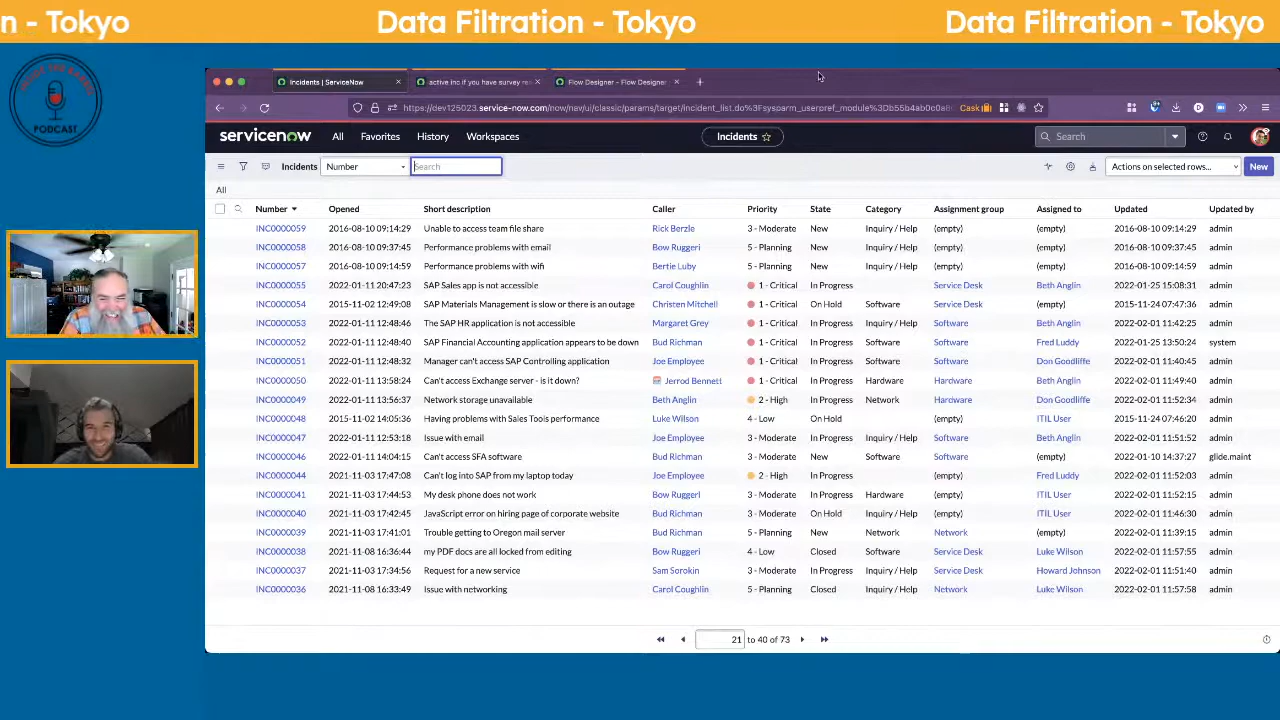 n - Tokyo Data Filtration - Tokyo Data Filtration - Tokyo
PODCAST
Incidents | ServiceNow
active inc if you have survey re
Flow Designer - Flow Designer
https://dev125023.service-now.com/now/nav/ui/classic/params/target/incident_list.do%3Fsysparm_userpref_module%3Db55b4ab0c0a8
Cask
servicenow All Favorites History Workspaces Incidents Search
Incidents Number Search Actions on selected rows... New
All
Number Opened Short description Caller Priority State Category Assignment group Assigned to Updated Updated by
INC0000059 2016-08-10 09:14:29 Unable to access team file share Rick Berzle 3 - Moderate New Inquiry / Help (empty) (empty) 2016-08-10 09:14:29 admin
INC0000058 2016-08-10 09:37:45 Performance problems with email Bow Ruggeri 5 - Planning New Inquiry / Help (empty) (empty) 2016-08-10 09:37:45 admin
INC0000057 2016-08-10 09:14:59 Performance problems with wifi Bertie Luby 5 - Planning New Inquiry / Help (empty) (empty) 2016-08-10 09:14:59 admin
INC0000055 2022-01-11 20:47:23 SAP Sales app is not accessible Carol Coughlin 1 - Critical In Progress Inquiry / Help Service Desk Beth Anglin 2022-01-25 15:08:31 admin
INC0000054 2015-11-02 12:49:08 SAP Materials Management is slow or there is an outage Christen Mitchell 1 - Critical On Hold Software Service Desk (empty) 2015-11-24 07:47:36 admin
INC0000053 2022-01-11 12:48:46 The SAP HR application is not accessible Margaret Grey 1 - Critical In Progress Inquiry / Help Software Beth Anglin 2022-02-01 11:42:25 admin
INC0000052 2022-01-11 12:48:40 SAP Financial Accounting application appears to be down Bud Richman 1 - Critical In Progress Software Software Fred Luddy 2022-01-25 13:50:24 system
INC0000051 2022-01-11 12:48:32 Manager can't access SAP Controlling application Joe Employee 1 - Critical In Progress Software Software Don Goodliffe 2022-02-01 11:40:45 admin
INC0000050 2022-01-11 13:58:24 Can't access Exchange server - is it down? Jerrod Bennett 1 - Critical In Progress Hardware Hardware Beth Anglin 2022-02-01 11:49:40 admin
INC0000049 2022-01-11 13:56:37 Network storage unavailable Beth Anglin 2 - High In Progress Network Hardware Don Goodliffe 2022-02-01 11:52:34 admin
INC0000048 2015-11-02 14:05:36 Having problems with Sales Tools performance Luke Wilson 4 - Low On Hold (empty) ITIL User 2015-11-24 07:46:20 admin
INC0000047 2022-01-11 12:53:18 Issue with email Joe Employee 3 - Moderate In Progress Inquiry / Help Software Beth Anglin 2022-02-01 11:51:52 admin
INC0000046 2022-01-11 14:04:15 Can't access SFA software Bud Richman 3 - Moderate New Software Software (empty) 2022-01-10 14:37:27 glide.maint
INC0000044 2021-11-03 17:47:08 Can't log into SAP from my laptop today Joe Employee 2 - High In Progress (empty) Fred Luddy 2022-02-01 11:52:03 admin
INC0000041 2021-11-03 17:44:53 My desk phone does not work Bow Ruggeri 3 - Moderate In Progress Hardware (empty) ITIL User 2022-02-01 11:52:15 admin
INC0000040 2021-11-03 17:42:45 JavaScript error on hiring page of corporate website Bud Richman 3 - Moderate On Hold Inquiry / Help (empty) ITIL User 2022-02-01 11:46:30 admin
INC0000039 2021-11-03 17:41:01 Trouble getting to Oregon mail server Bud Richman 5 - Planning New Network Network (empty) 2022-02-01 11:39:15 admin
INC0000038 2021-11-08 16:36:44 my PDF docs are all locked from editing Bow Ruggeri 4 - Low Closed Software Service Desk Luke Wilson 2022-02-01 11:57:55 admin
INC0000037 2021-11-03 17:34:56 Request for a new service Sam Sorokin 3 - Moderate In Progress Inquiry / Help Service Desk Howard Johnson 2022-02-01 11:51:40 admin
INC0000036 2021-11-08 16:33:49 Issue with networking Carol Coughlin 5 - Planning Closed Inquiry / Help Network Luke Wilson 2022-02-01 11:57:58 admin
21 to 40 of 73